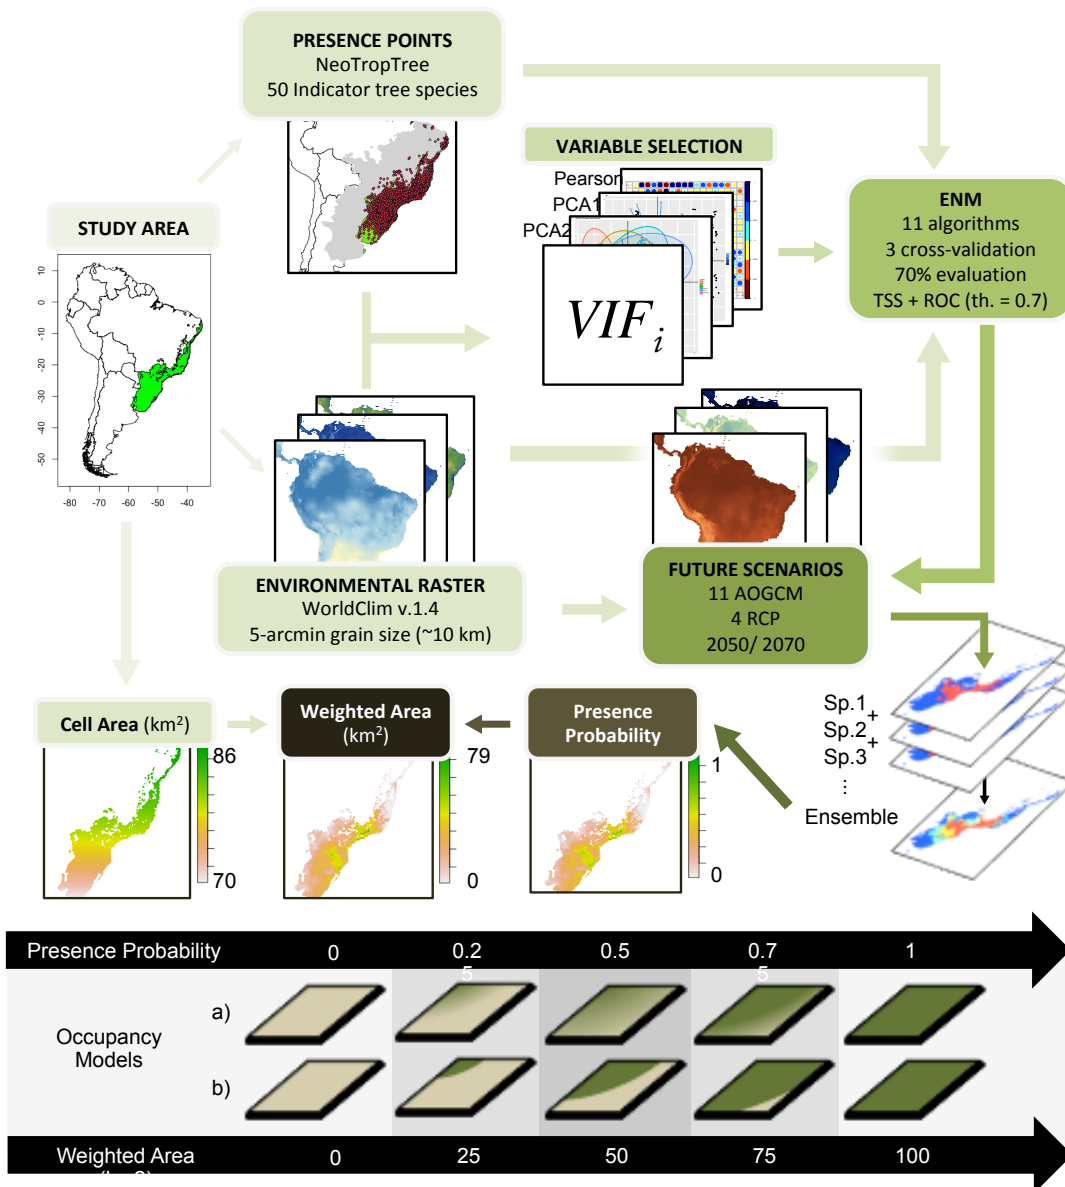 PRESENCE POINTS
NeoTropTree
50 Indicator tree species
VARIABLE SELECTION
Pearson
PCA1
PCA2
VIF i
ENM
11 algorithms
3 cross-validation
70% evaluation
TSS + ROC (th. = 0.7)
STUDY AREA
10
0
-10
-20
-30
-40
-50
-80 -70 -60 -50 -40
ENVIRONMENTAL RASTER
WorldClim v.1.4
5-arcmin grain size (~10 km)
FUTURE SCENARIOS
11 AOGCM
4 RCP
2050/ 2070
Sp.1
+
Sp.2
+
Sp.3
⋮
Ensemble
Cell Area (km²)
86
70
Weighted Area
(km²)
79
0
Presence
Probability
1
0
Presence Probability 0 0.2 0.5 0.7 1
5 5
Occupancy
Models
a)
b)
Weighted Area 0 25 50 75 100